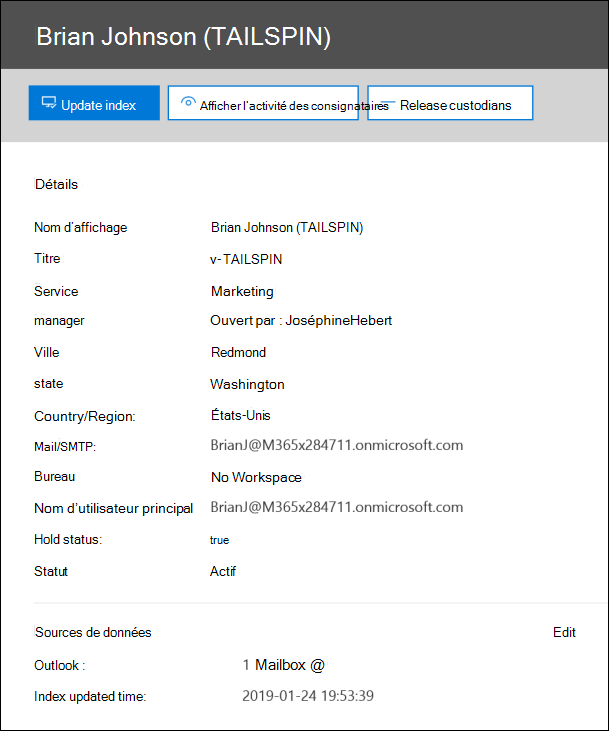 Brian Johnson (TAILSPIN)
Update index Afficher l'activité des consignataires Release custodians
Détails
Nom d'affichage Brian Johnson (TAILSPIN)
Titre v-TAILSPIN
Service Marketing
manager Ouvert par : JoséphineHebert
Ville Redmond
state Washington
Country/Region: États-Unis
Mail/SMTP: BrianJ@M365x284711.onmicrosoft.com
Bureau No Workspace
Nom d'utilisateur principal BrianJ@M365x284711.onmicrosoft.com
Hold status: true
Statut Actif
Sources de données Edit
Outlook : 1 Mailbox @
Index updated time: 2019-01-24 19:53:39